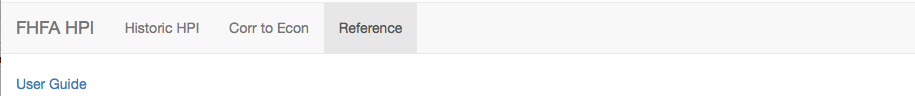 FHFA HPI Historic HPI Corr to Econ Reference
User Guide